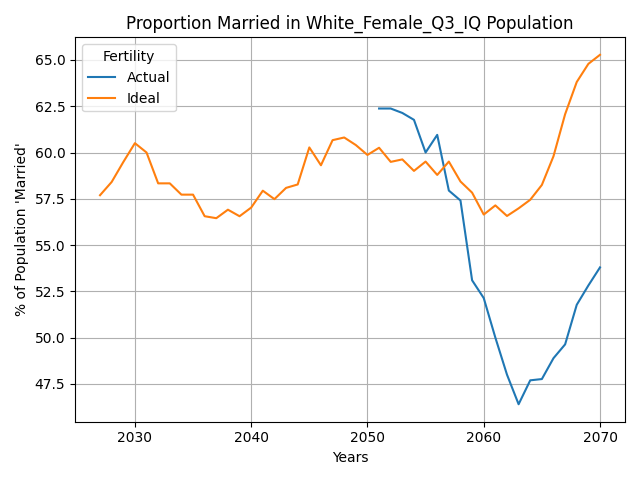 Proportion Married in White_Female_Q3_IQ Population
Fertility
Actual
Ideal
65.0
62.5
60.0
57.5
55.0
52.5
50.0
47.5
% of Population 'Married'
2030 2040 2050 2060 2070
Years